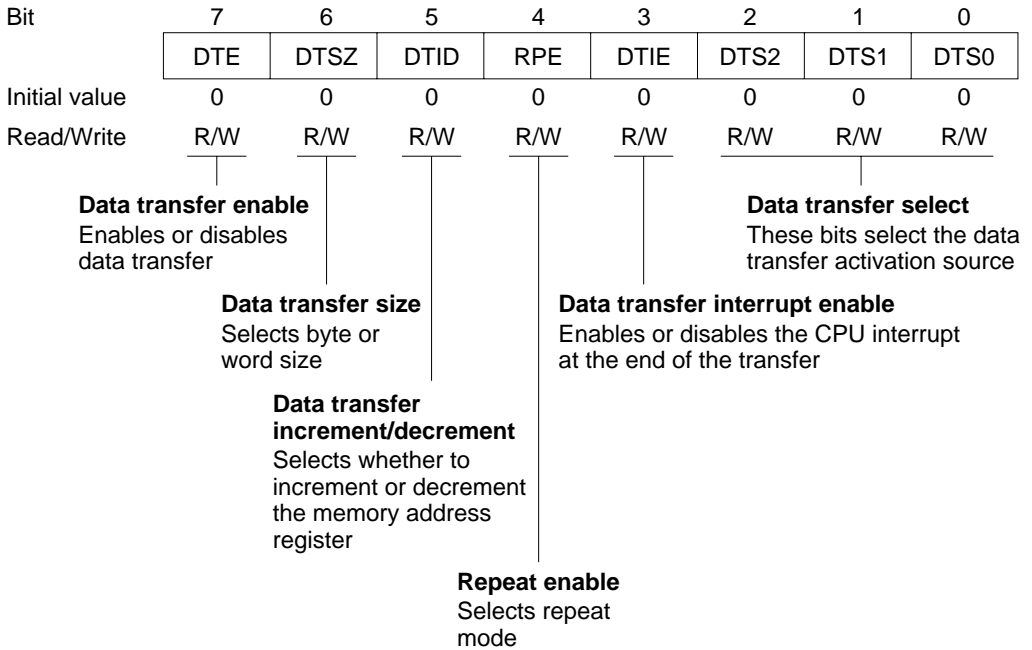 Bit 7 6 5 4 3 2 1 0
DTE DTSZ DTID RPE DTIE DTS2 DTS1 DTS0
Initial value 0 0 0 0 0 0 0 0
Read/Write R/W R/W R/W R/W R/W R/W R/W R/W
Data transfer enable
Enables or disables
data transfer
Data transfer select
These bits select the data
transfer activation source
Data transfer size
Selects byte or
word size
Data transfer interrupt enable
Enables or disables the CPU interrupt
at the end of the transfer
Data transfer
increment/decrement
Selects whether to
increment or decrement
the memory address
register
Repeat enable
Selects repeat
mode